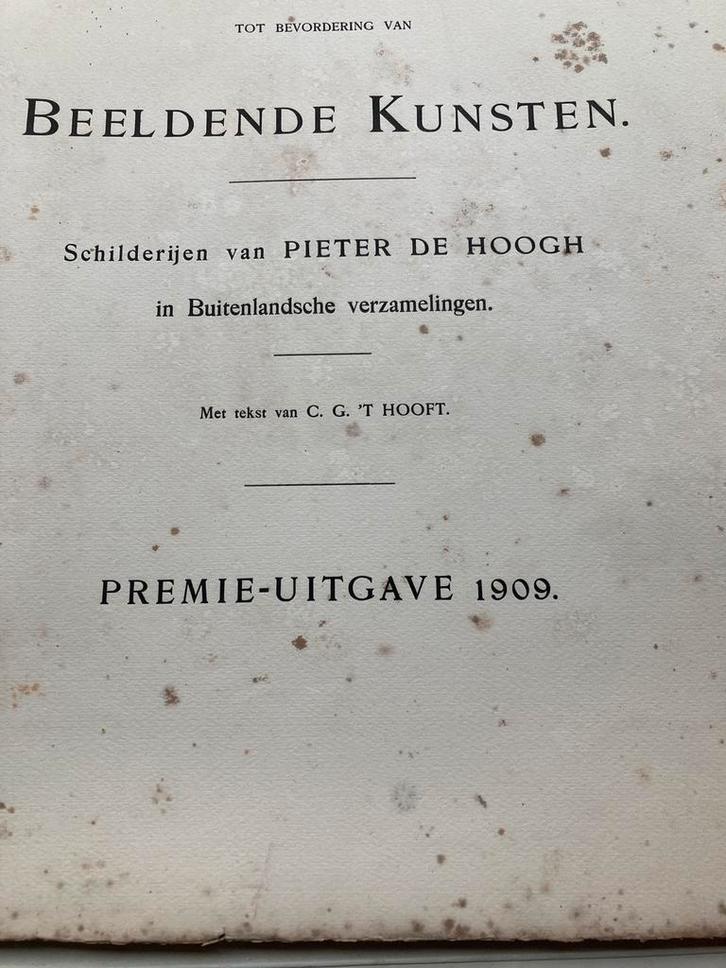 TOT BEVORDERING VAN
BEELDENDE KUNSTEN.
Schilderijen van PIETER DE HOOGH
in Buitenlandsche verzamelingen.
Met tekst van C. G. 'T HOOFT.
PREMIE-UITGAVE 1909.